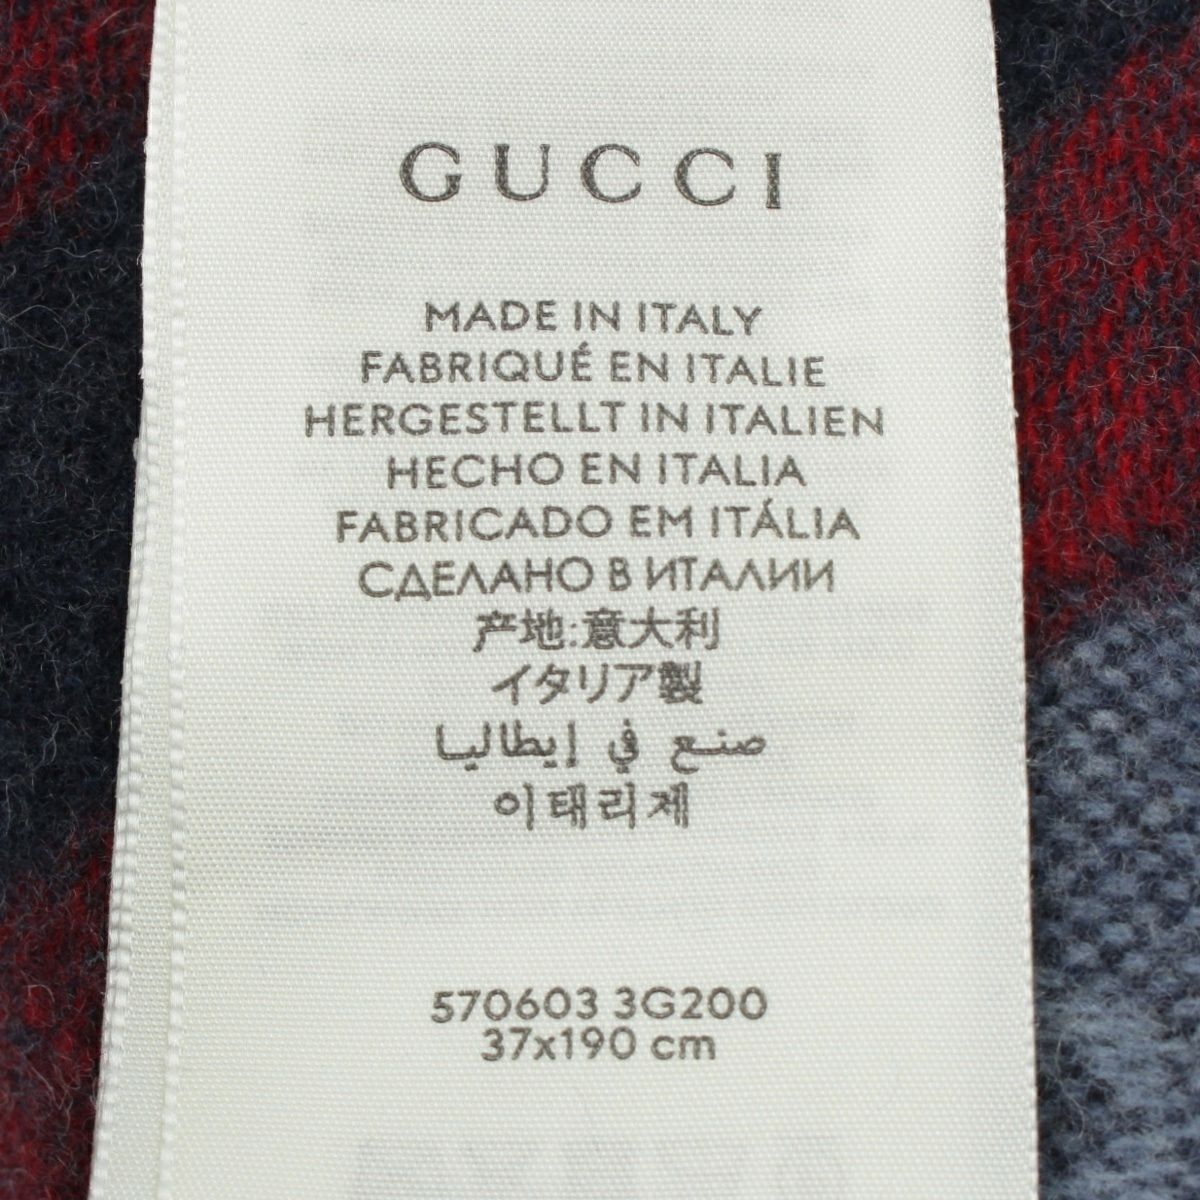 GUCCI
MADE IN ITALY
FABRIQUÉ EN ITALIE
HERGESTELLT IN ITALIEN
HECHO EN ITALIA
FABRICADO EM ITÁLIA
СДЕЛАНО В ИТАЛИИ
产地:意大利
イタリア製
صنع في إيطاليا
이태리제
570603 3G200
37x190 cm